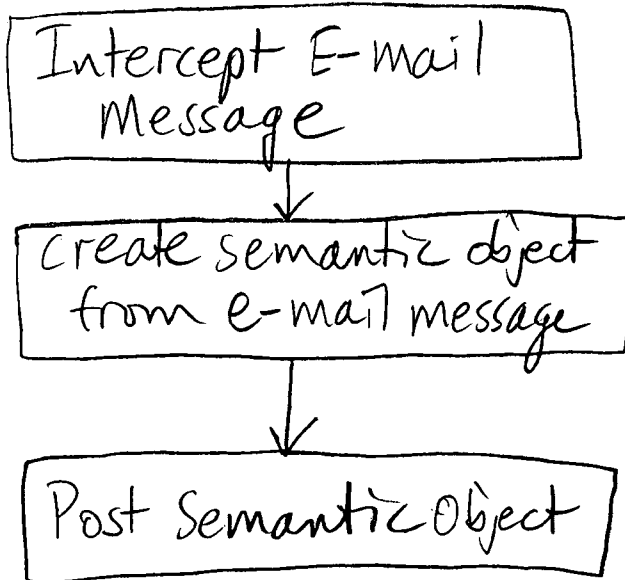 Intercept E-mail
Message
create semantic object
from e-mail message
Post Semantic Object